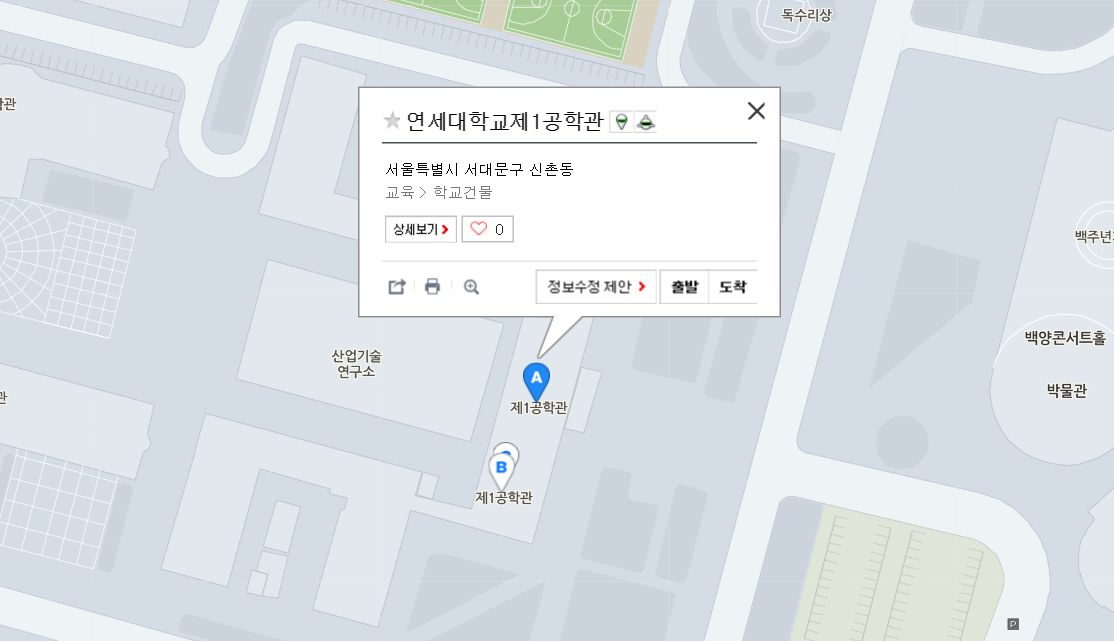 독수리상
학관
연세대학교제1공학관
서울특별시 서대문구 신촌동
교육 > 학교건물
상세보기
0
정보수정 제안
출발
도착
백주년
백양콘서트홀
산업기술
연구소
A
박물관
관
제1공학관
B
제1공학관
P